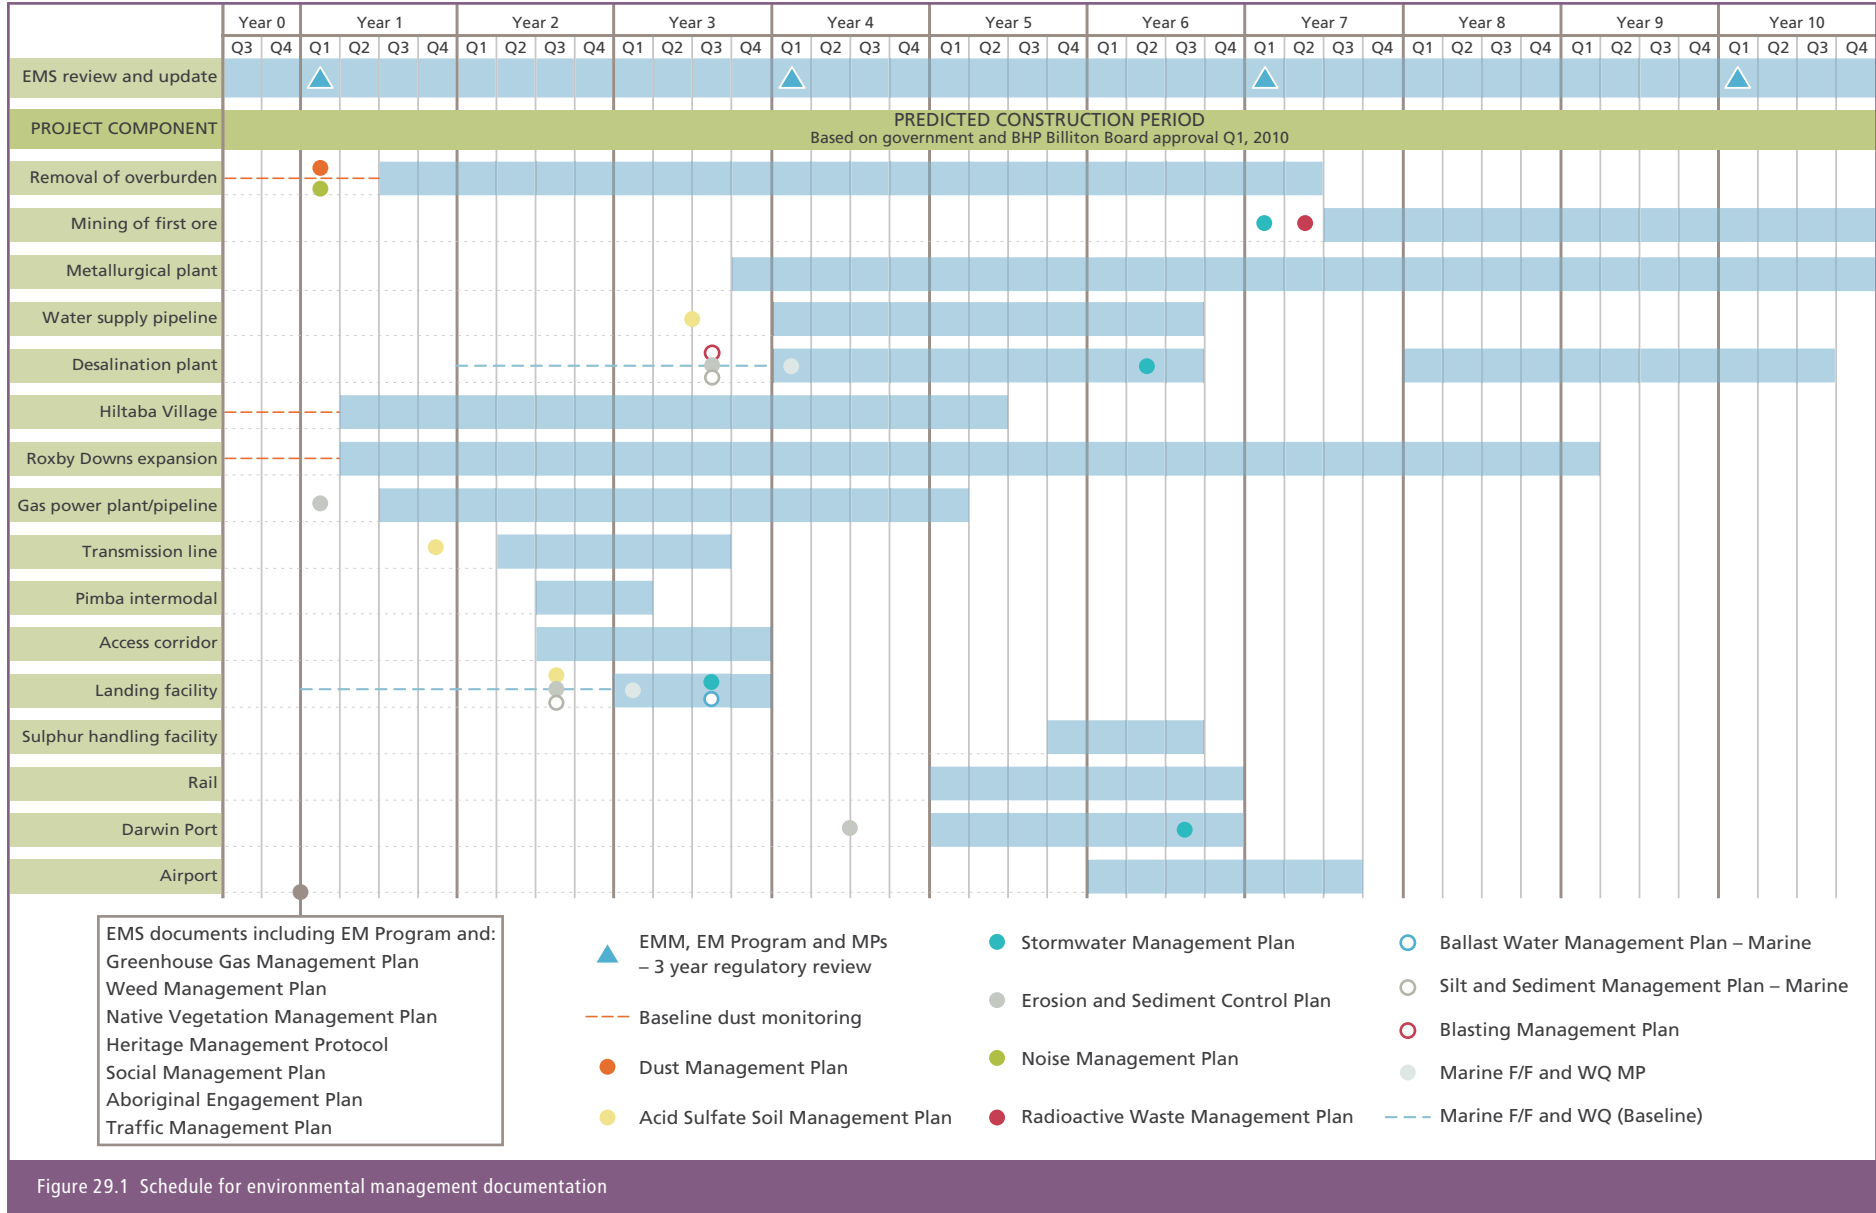 Year 0 Year 1 Year 2 Year 3 Year 4 Year 5 Year 6 Year 7 Year 8 Year 9 Year 10
Q3 Q4 Q1 Q2 Q3 Q4 Q1 Q2 Q3 Q4 Q1 Q2 Q3 Q4 Q1 Q2 Q3 Q4 Q1 Q2 Q3 Q4 Q1 Q2 Q3 Q4 Q1 Q2 Q3 Q4 Q1 Q2 Q3 Q4 Q1 Q2 Q3 Q4 Q1 Q2 Q3 Q4
EMS review and update
PROJECT COMPONENT
PREDICTED CONSTRUCTION PERIOD
Based on government and BHP Billiton Board approval Q1, 2010
Removal of overburden
Mining of first ore
Metallurgical plant
Water supply pipeline
Desalination plant
Hiltaba Village
Roxby Downs expansion
Gas power plant/pipeline
Transmission line
Pimba intermodal
Access corridor
Landing facility
Sulphur handling facility
Rail
Darwin Port
Airport
EMS documents including EM Program and:
Greenhouse Gas Management Plan
Weed Management Plan
Native Vegetation Management Plan
Heritage Management Protocol
Social Management Plan
Aboriginal Engagement Plan
Traffic Management Plan
EMM, EM Program and MPs
– 3 year regulatory review
Baseline dust monitoring
Dust Management Plan
Acid Sulfate Soil Management Plan
Stormwater Management Plan
Erosion and Sediment Control Plan
Noise Management Plan
Radioactive Waste Management Plan
Ballast Water Management Plan – Marine
Silt and Sediment Management Plan – Marine
Blasting Management Plan
Marine F/F and WQ MP
Marine F/F and WQ (Baseline)
Figure 29.1 Schedule for environmental management documentation